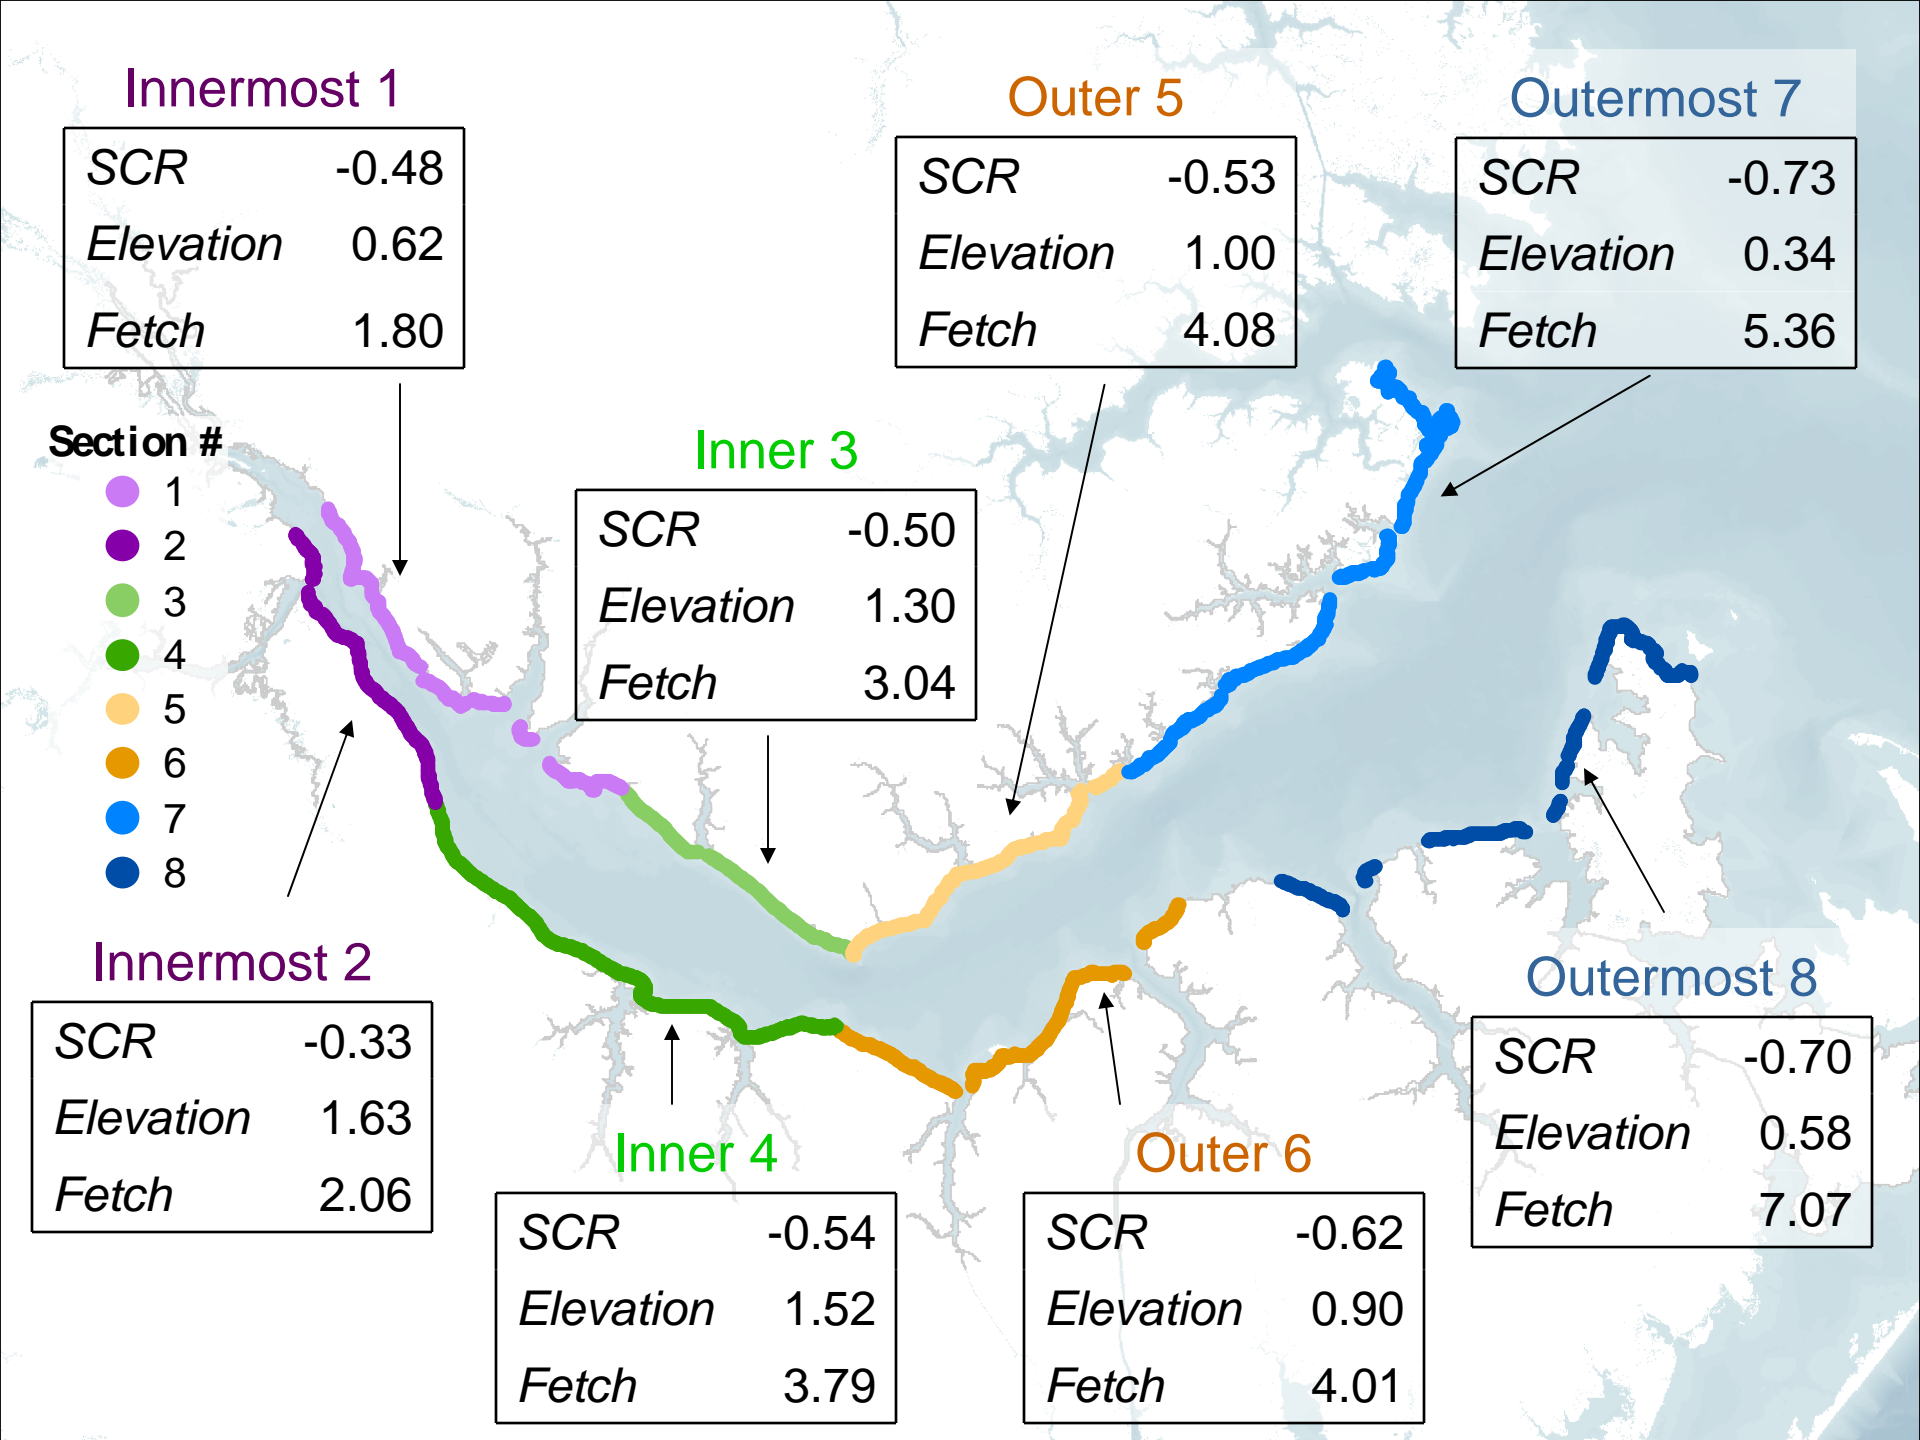 Innermost 1
SCR -0.48
Elevation 0.62
Fetch 1.80
Outer 5
SCR -0.53
Elevation 1.00
Fetch 4.08
Outermost 7
SCR -0.73
Elevation 0.34
Fetch 5.36
Section #
1
2
3
4
5
6
7
8
Inner 3
SCR -0.50
Elevation 1.30
Fetch 3.04
Innermost 2
SCR -0.33
Elevation 1.63
Fetch 2.06
Inner 4
SCR -0.54
Elevation 1.52
Fetch 3.79
Outer 6
SCR -0.62
Elevation 0.90
Fetch 4.01
Outermost 8
SCR -0.70
Elevation 0.58
Fetch 7.07